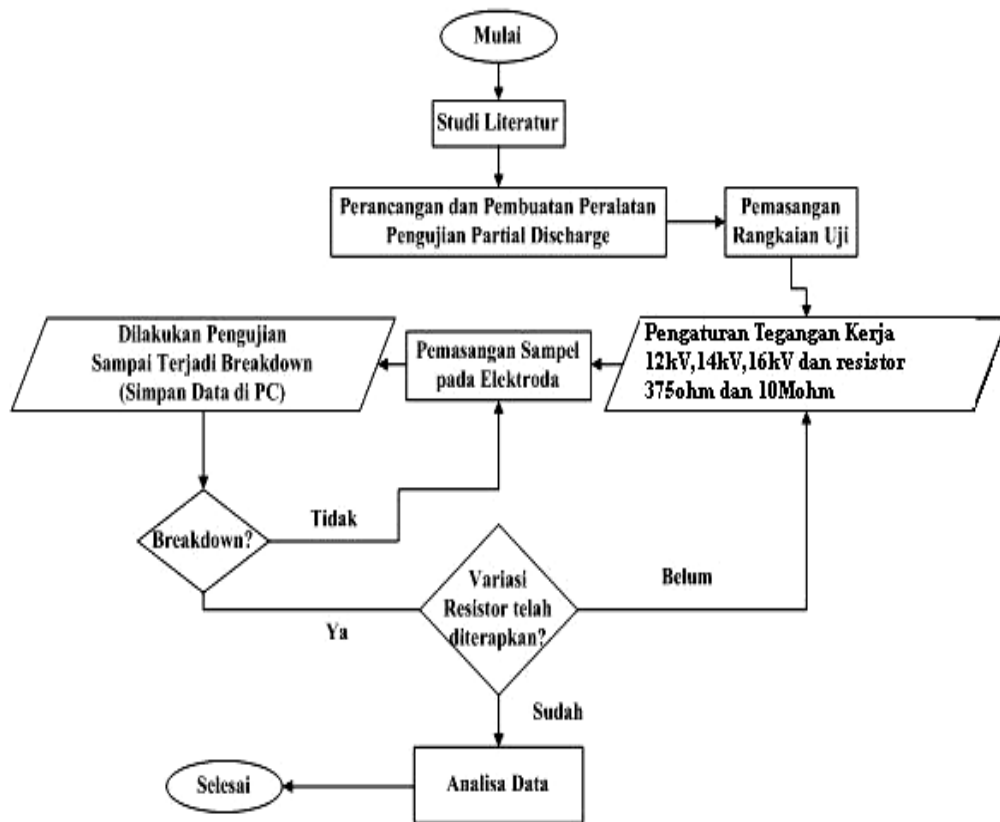 Mulai
Studi Literatur
Perancangan dan Pembuatan Peralatan
Pengujian Partial Discharge
Pemasangan
Rangkaian Uji
Pengaturan Tegangan Kerja
12kV,14kV,16kV dan resistor
375ohm dan 10Mohm
Pemasangan Sampel
pada Elektroda
Dilakukan Pengujian
Sampai Terjadi Breakdown
(Simpan Data di PC)
Breakdown?
Tidak
Ya
Variasi
Resistor telah
diterapkan?
Belum
Sudah
Analisa Data
Selesai